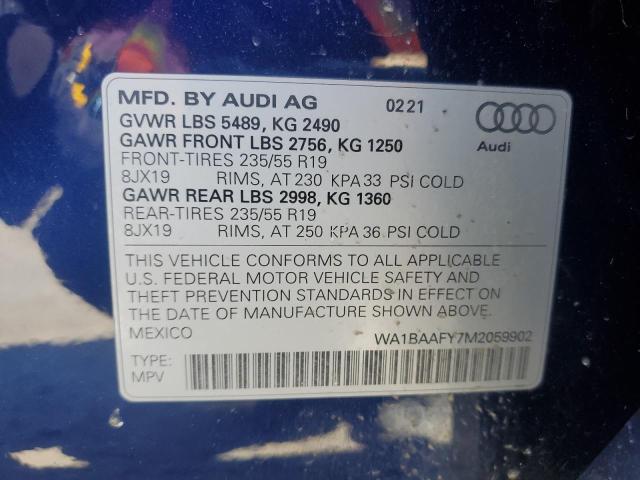 MFD. BY AUDI AG 0221
GVWR LBS 5489, KG 2490
GAWR FRONT LBS 2756, KG 1250
Audi
FRONT-TIRES 235/55 R19
8JX19 RIMS, AT 230 KPA 33 PSI COLD
GAWR REAR LBS 2998, KG 1360
REAR-TIRES 235/55 R19
8JX19 RIMS, AT 250 KPA 36 PSI COLD
THIS VEHICLE CONFORMS TO ALL APPLICABLE
U.S. FEDERAL MOTOR VEHICLE SAFETY AND
THEFT PREVENTION STANDARDS IN EFFECT ON
THE DATE OF MANUFACTURE SHOWN ABOVE.
MEXICO WA1BAAFY7M2059902
TYPE:
MPV